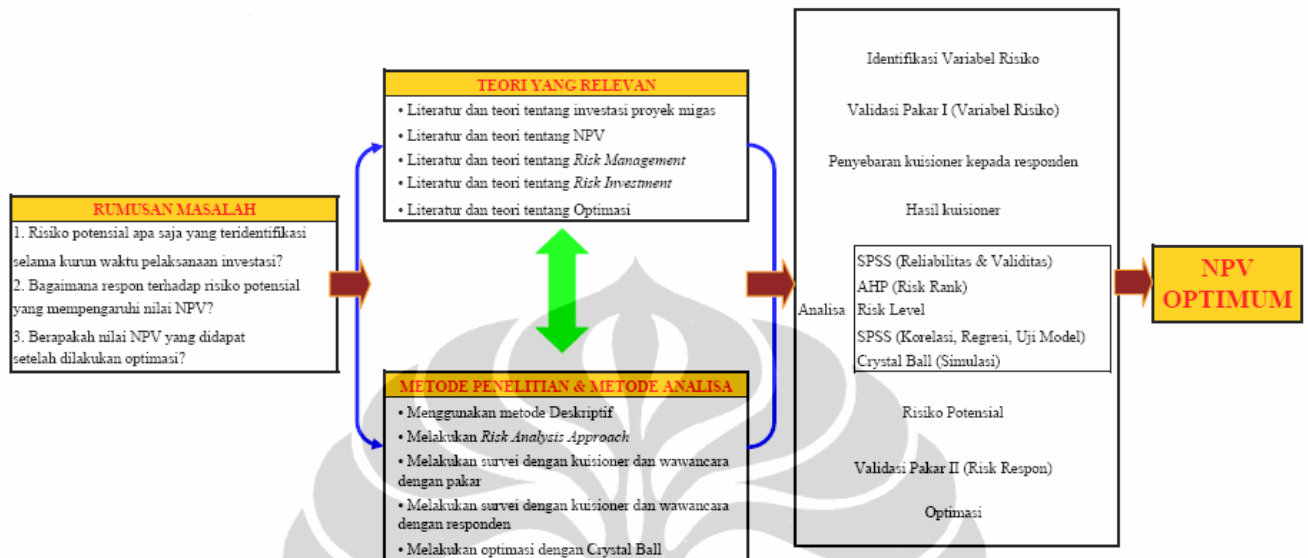 RUMUSAN MASALAH
1. Risiko potensial apa saja yang teridentifikasi
selama kurun waktu pelaksanaan investasi?
2. Bagaimana respon terhadap risiko potensial
yang mempengaruhi nilai NPV?
3. Berapakah nilai NPV yang didapat
setelah dilakukan optimasi?
TEORI YANG RELEVAN
• Literatur dan teori tentang investasi proyek migas
• Literatur dan teori tentang NPV
• Literatur dan teori tentang Risk Management
• Literatur dan teori tentang Risk Investment
• Literatur dan teori tentang Optimasi
METODE PENELITIAN & METODE ANALISA
• Menggunakan metode Deskriptif
• Melakukan Risk Analysis Approach
• Melakukan survei dengan kuisioner dan wawancara
dengan pakar
• Melakukan survei dengan kuisioner dan wawancara
dengan responden
• Melakukan optimasi dengan Crystal Ball
Identifikasi Variabel Risiko
Validasi Pakar I (Variabel Risiko)
Penyebaran kuisioner kepada responden
Hasil kuisioner
Analisa
SPSS (Reliabilitas & Validitas)
AHP (Risk Rank)
Risk Level
SPSS (Korelasi, Regresi, Uji Model)
Crystal Ball (Simulasi)
Risiko Potensial
Validasi Pakar II (Risk Respon)
Optimasi
NPV
OPTIMUM